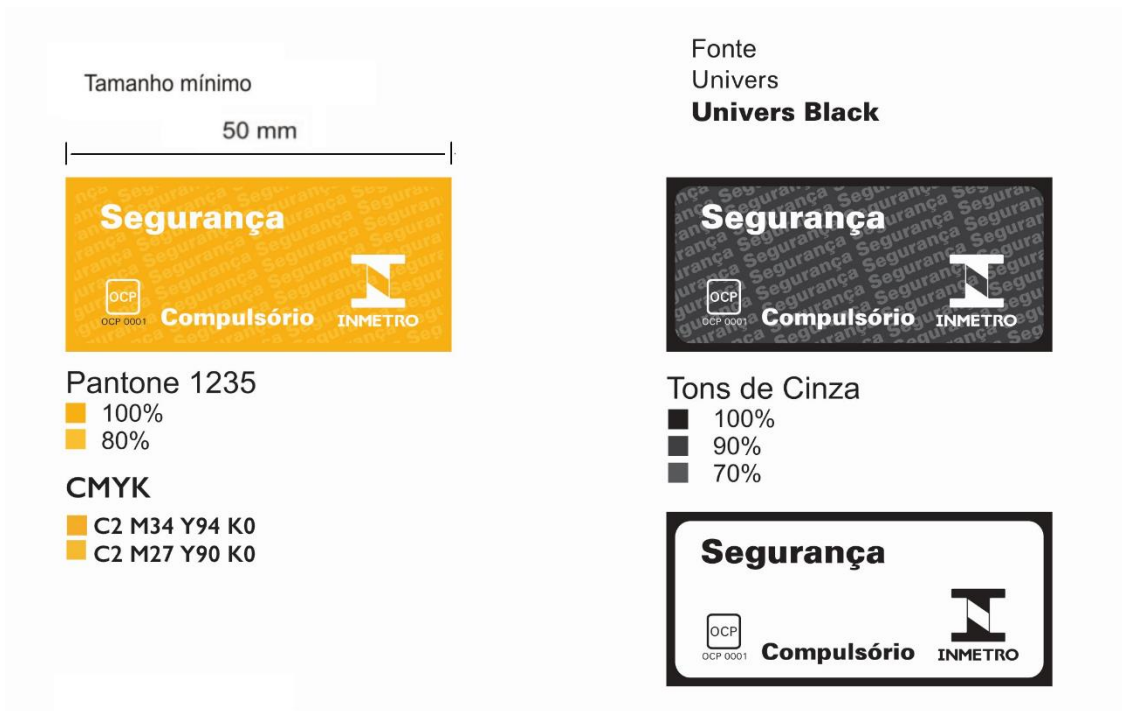 Tamanho mínimo
50 mm
Segurança
OCP
OCP 0001
Compulsório
INMETRO
Pantone 1235
100%
80%
CMYK
C2 M34 Y94 K0
C2 M27 Y90 K0
Fonte
Univers
Univers Black
Segurança
OCP
OCP 0001
Compulsório
INMETRO
Tons de Cinza
100%
90%
70%
Segurança
OCP
OCP 0001
Compulsório
INMETRO